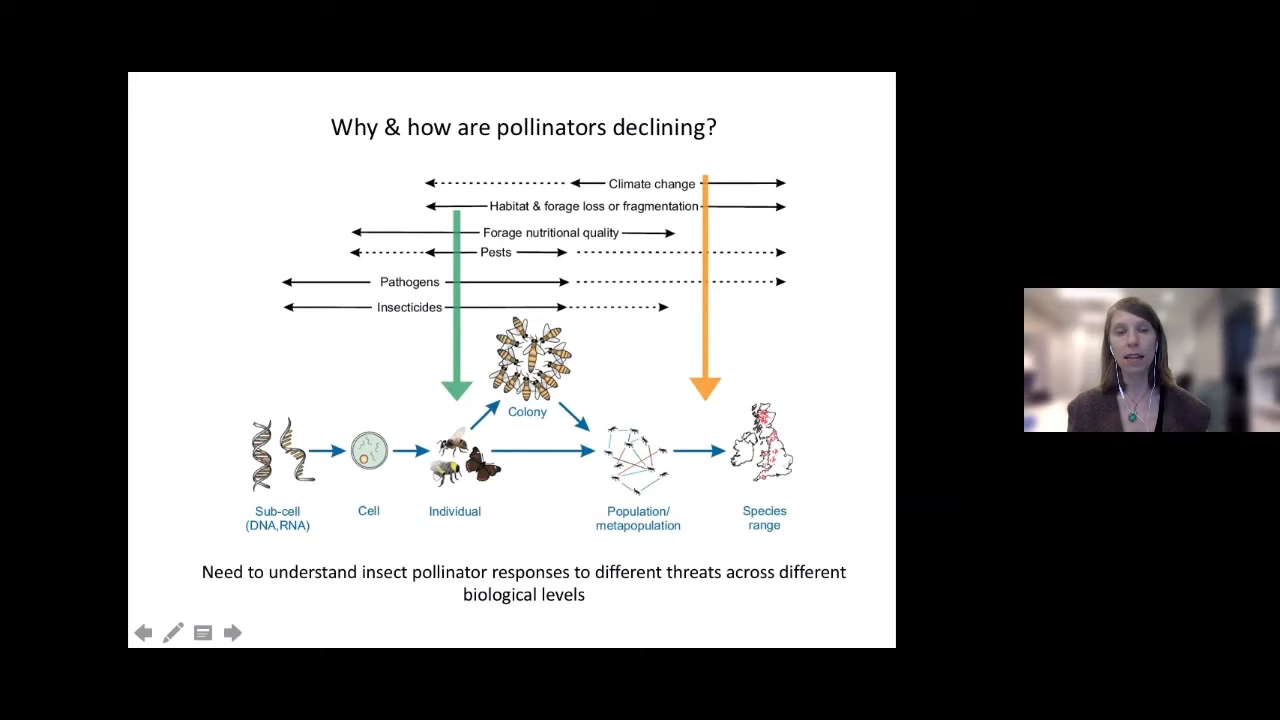 Why & how are pollinators declining?
Climate change
Habitat & forage loss or fragmentation
Forage nutritional quality
Pests
Pathogens
Insecticides
Colony
Sub-cell
(DNA,RNA)
Cell
Individual
Population/
metapopulation
Species
range
Need to understand insect pollinator responses to different threats across different
biological levels